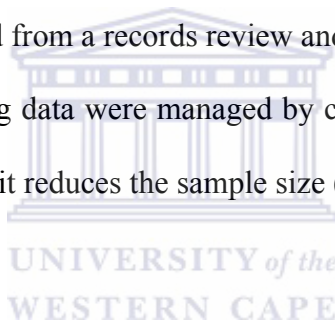 l from a records review and
g data were managed by c
it reduces the sample size
UNIVERSITY of the
WESTERN CAPE